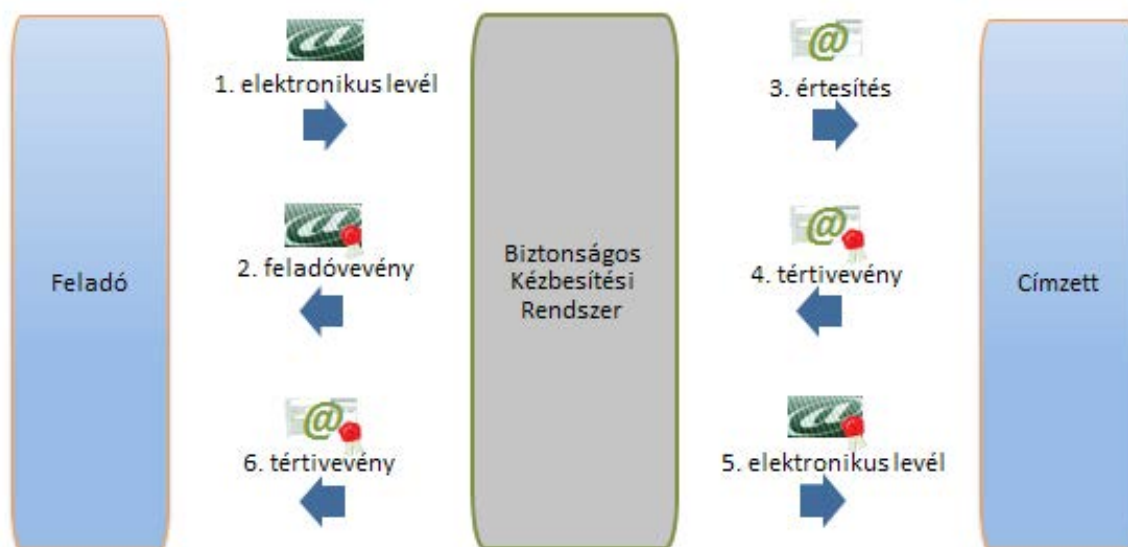 1. elektronikus levél
3. értesítés
2. feladóvevény
4. tértivevény
Feladó
Biztonságos
Kézbesítési
Rendszer
Címzett
6. tértivevény
5. elektronikus levél